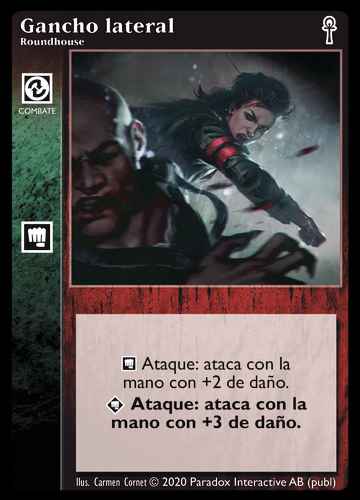 Gancho lateral
Roundhouse
COMBATE
Ataque: ataca con la
mano con +2 de daño.
Ataque: ataca con la
mano con +3 de daño.
Ilus. Carmen Cornet © 2020 Paradox Interactive AB (publ)